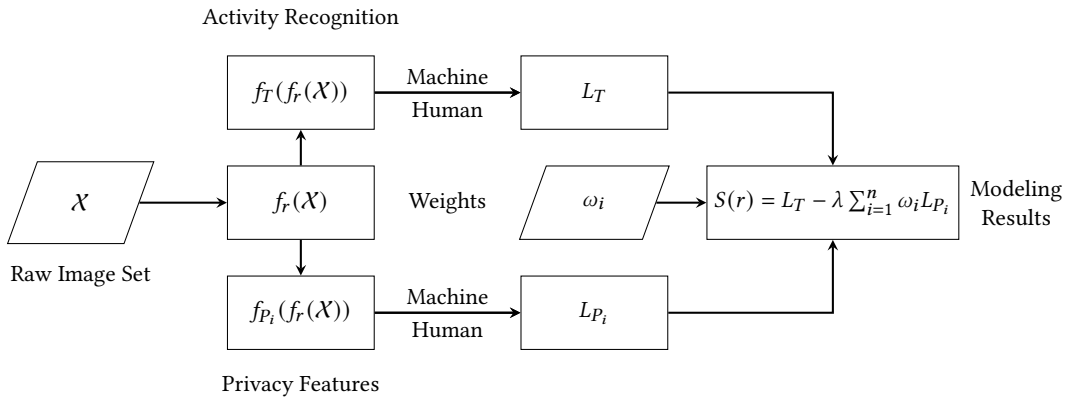 Activity Recognition
f_T(f_r(𝒳))
Machine
Human
L_T
𝒳
Raw Image Set
f_r(𝒳)
Weights
ω_i
S(r) = L_T − λ ∑_{i=1}^{n} ω_i L_{P_i}
Modeling
Results
f_{P_i}(f_r(𝒳))
Machine
Human
L_{P_i}
Privacy Features